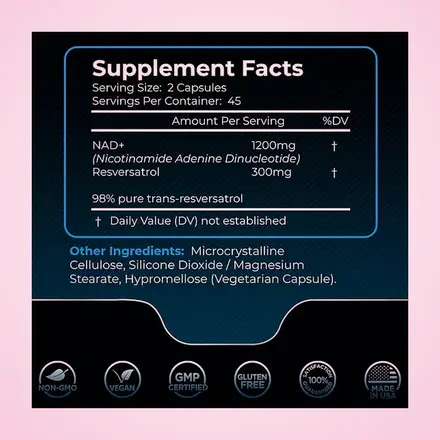 Supplement Facts
Serving Size: 2 Capsules
Servings Per Container: 45
Amount Per Serving %DV
NAD+ 1200mg †
(Nicotinamide Adenine Dinucleotide)
Resversatrol 300mg †
98% pure trans-resversatrol
† Daily Value (DV) not established
Other Ingredients: Microcrystalline
Cellulose, Silicone Dioxide / Magnesium
Stearate, Hypromellose (Vegetarian Capsule).
NON-GMO
VEGAN
GMP
CERTIFIED
GLUTEN
FREE
SATISFACTION
100%
GUARANTEED
MADE
IN USA